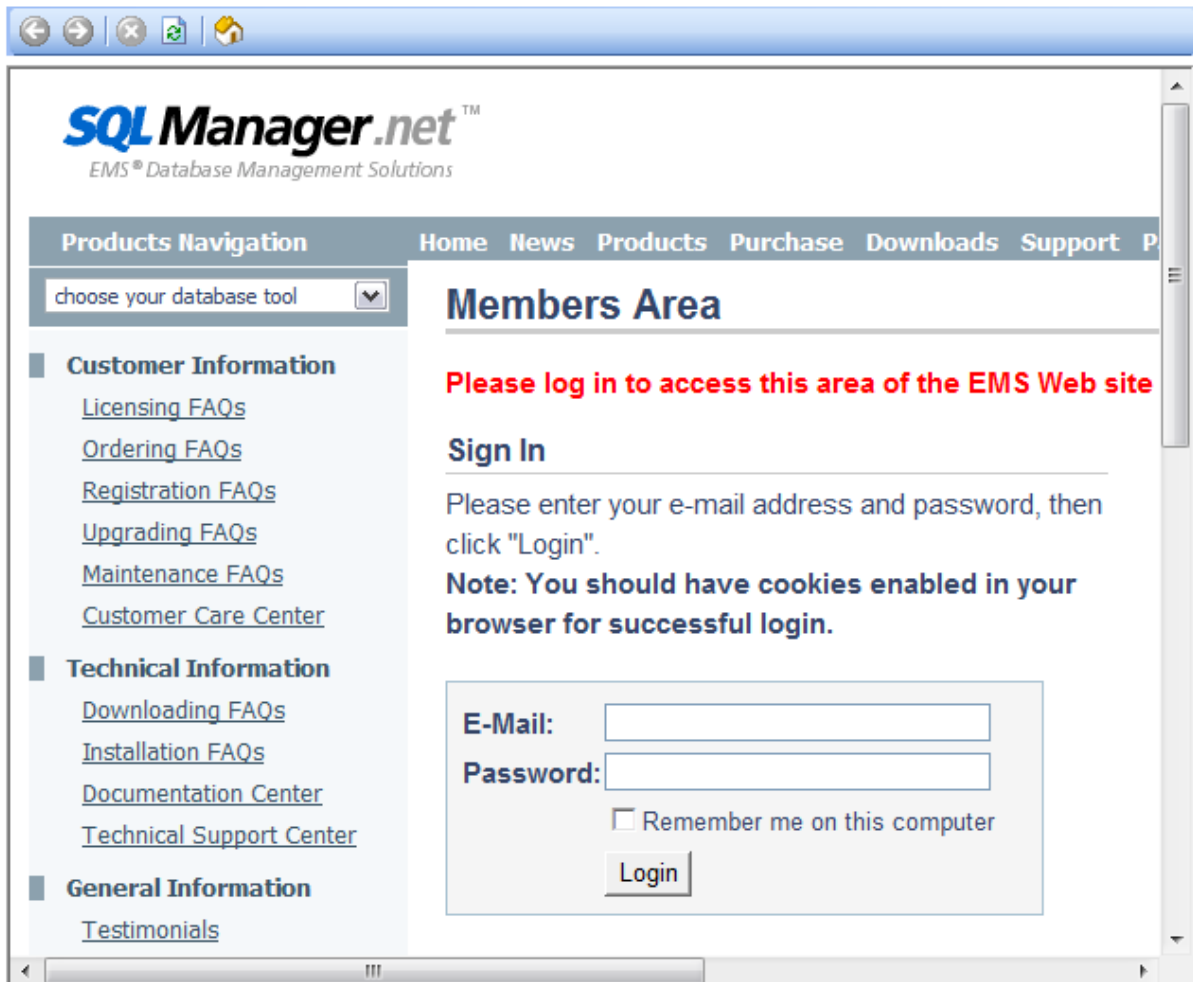 SQL Manager.net™
EMS® Database Management Solutions
Products Navigation
Home News Products Purchase Downloads Support
choose your database tool
Members Area
Please log in to access this area of the EMS Web site
Customer Information
Licensing FAQs
Ordering FAQs
Registration FAQs
Upgrading FAQs
Maintenance FAQs
Customer Care Center
Technical Information
Downloading FAQs
Installation FAQs
Documentation Center
Technical Support Center
General Information
Testimonials
Sign In
Please enter your e-mail address and password, then
click "Login".
Note: You should have cookies enabled in your
browser for successful login.
E-Mail:
Password:
Remember me on this computer
Login